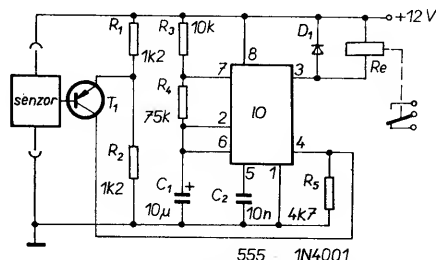 +12 V
R1
R3
10k
D1
8
1k2
7
3
Re
senzor
T1
R4
IO
75k
2
6
4
R2
5
1
R5
1k2
C1
+
C2
10µ
10n
4k7
555
1N4001